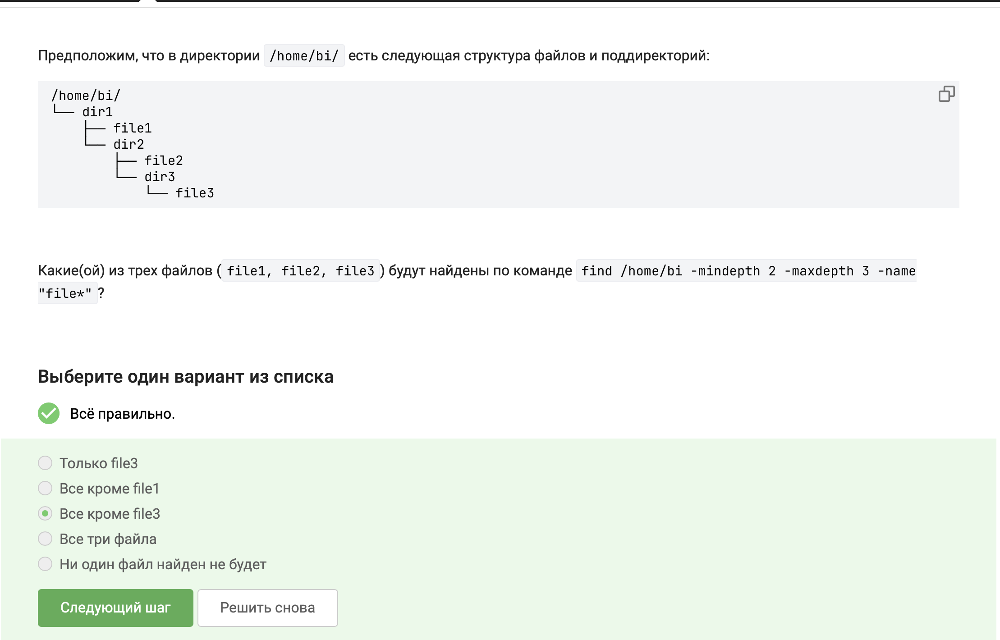 Предположим, что в директории /home/bi/ есть следующая структура файлов и поддиректорий:
/home/bi/
└── dir1
    ├── file1
    └── dir2
        ├── file2
        └── dir3
            └── file3
Какие(ой) из трех файлов (file1, file2, file3) будут найдены по команде find /home/bi -mindepth 2 -maxdepth 3 -name
"file*"?
Выберите один вариант из списка
Всё правильно.
Только file3
Все кроме file1
Все кроме file3
Все три файла
Ни один файл найден не будет
Следующий шаг
Решить снова